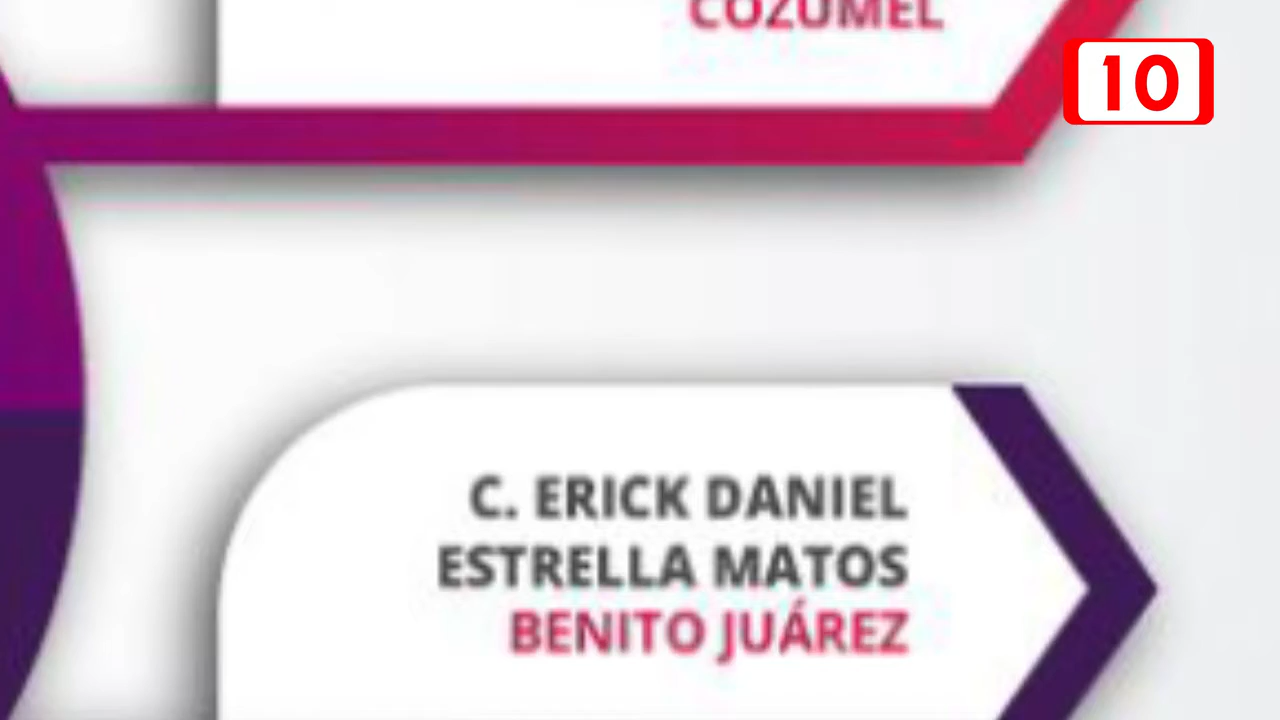 COZUMEL
10
C. ERICK DANIEL
ESTRELLA MATOS
BENITO JUÁREZ